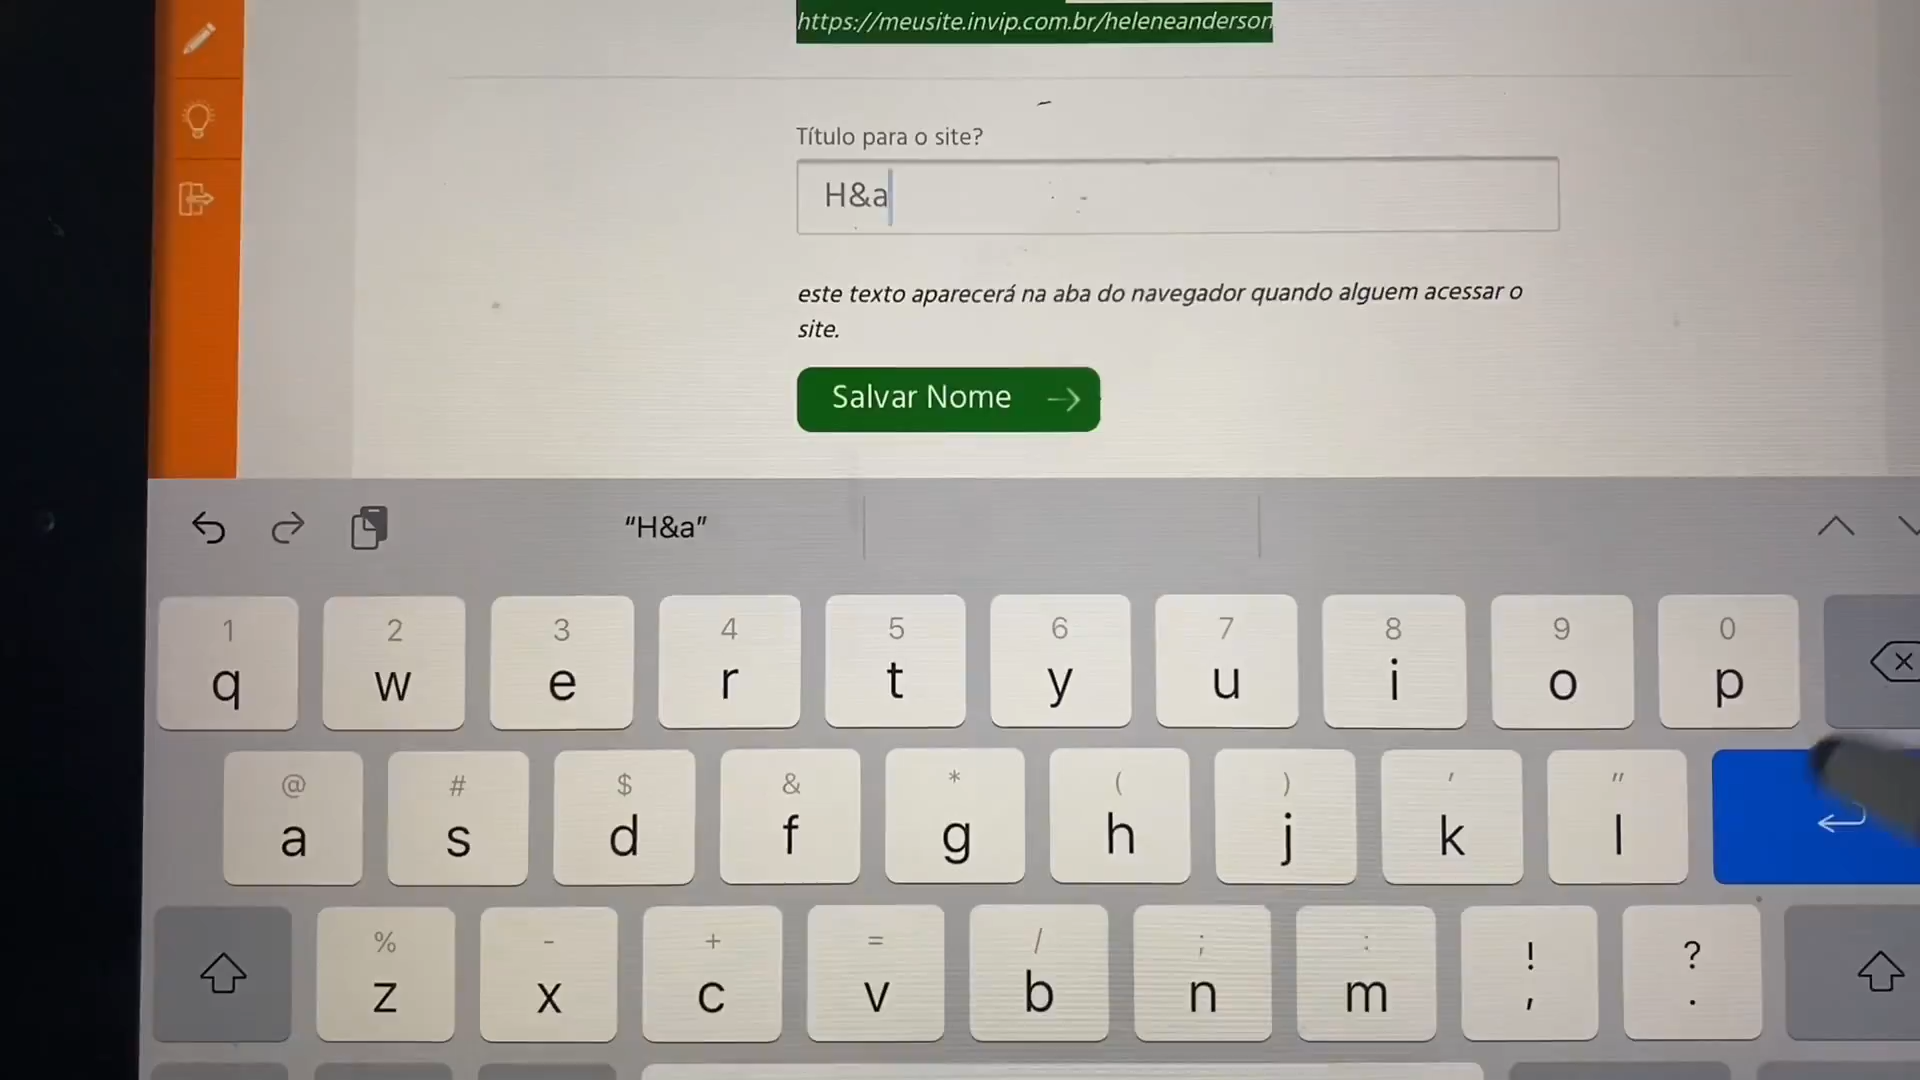 https://meusite.invip.com.br/heleneanderson
Título para o site?
H&a
este texto aparecerá na aba do navegador quando alguem acessar o
site.
Salvar Nome
“H&a”
1 2 3 4 5 6 7 8 9 0
q w e r t y u i o p
@ # $ & * ( ) ' "
a s d f g h j k l
% - + = / ; : ! ?
z x c v b n m , .